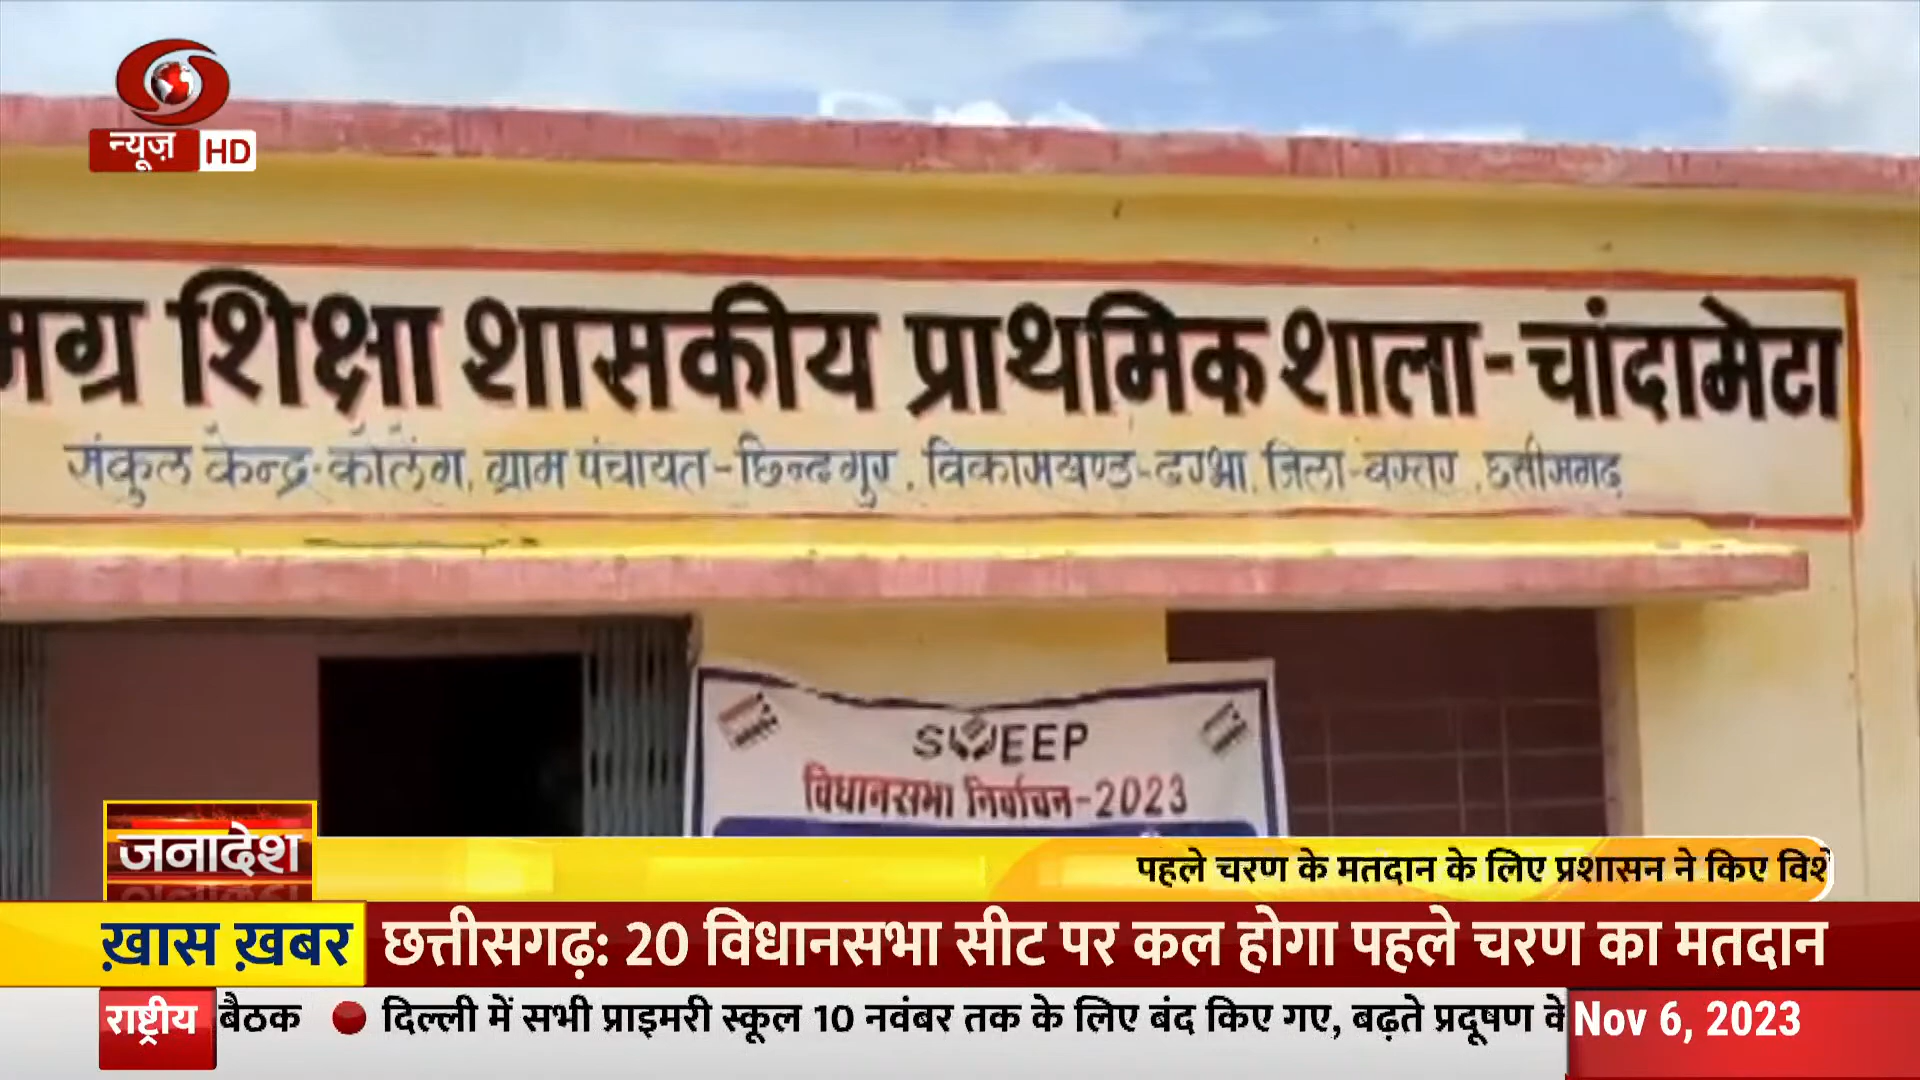 न्यूज़ HD
मग्र शिक्षा शासकीय प्राथमिक शाला-चांदामेटा
संकुल केन्द्र-कोलेंग, ग्राम पंचायत-छिन्दगुर, विकासखण्ड-दरभा, जिला-बस्तर, छत्तीसगढ़
SWEEP
विधानसभा निर्वाचन-2023
जनादेश
पहले चरण के मतदान के लिए प्रशासन ने किए
ख़ास ख़बर छत्तीसगढ़: 20 विधानसभा सीट पर कल होगा पहले चरण का मतदान
राष्ट्रीय बैठक ● दिल्ली में सभी प्राइमरी स्कूल 10 नवंबर तक के लिए बंद किए गए, बढ़ते प्रदूषण के Nov 6, 2023